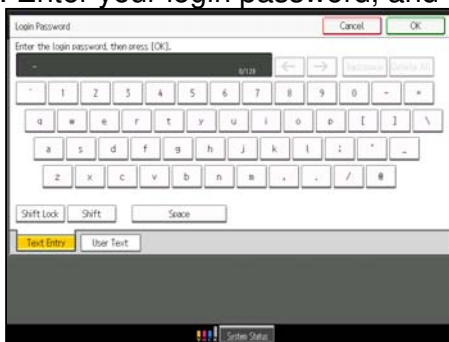 . Enter your login password, and
Login Password Cancel OK
Enter the login password, then press [OK].
0/128 ← → Backspace Delete All
` 1 2 3 4 5 6 7 8 9 0 - =
q w e r t y u i o p [ ] \
a s d f g h j k l ; '
z x c v b n m , . / @
Shift Lock Shift Space
Text Entry User Text
System Status